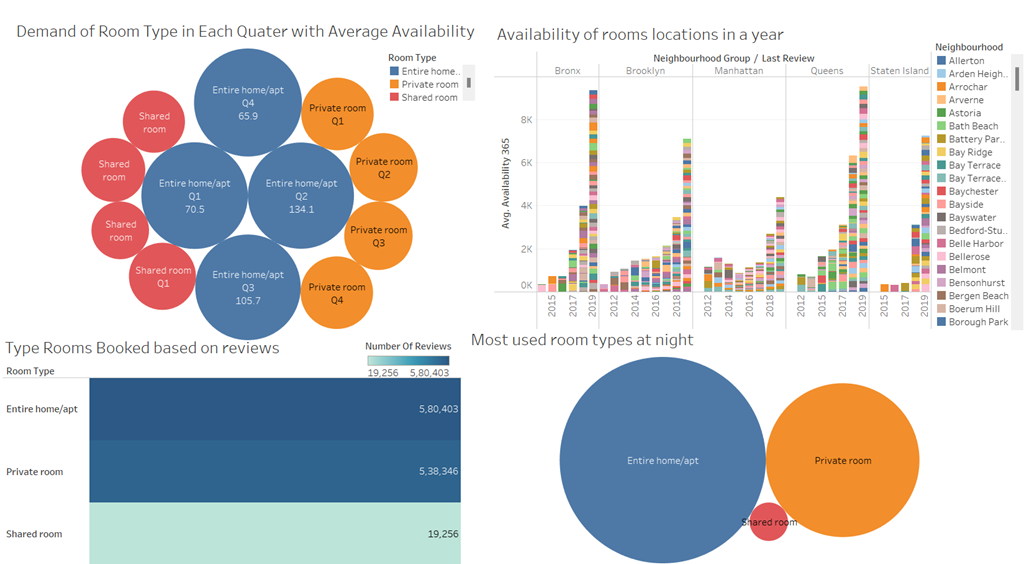 Demand of Room Type in Each Quater with Average Availability
Room Type
Entire home..
Private room
Shared room
Entire home/apt
Q4
65.9
Private room
Q1
Shared
room
Private room
Q2
Shared
room
Entire home/apt
Q1
70.5
Entire home/apt
Q2
134.1
Shared
room
Private room
Q3
Shared room
Q1
Entire home/apt
Q3
105.7
Private room
Q4
Availability of rooms locations in a year
Neighbourhood Group / Last Review
Bronx
Brooklyn
Manhattan
Queens
Staten Island
Avg. Availability 365
8K
6K
4K
2K
0K
2015
2017
2019
2012
2014
2016
2018
2012
2014
2016
2018
2012
2015
2017
2019
2015
2017
2019
Neighbourhood
Allerton
Arden Heigh..
Arrochar
Arverne
Astoria
Bath Beach
Battery Par..
Bay Ridge
Bay Terrace
Bay Terrace..
Baychester
Bayside
Bayswater
Bedford-Stu..
Belle Harbor
Bellerose
Belmont
Bensonhurst
Bergen Beach
Boerum Hill
Borough Park
Type Rooms Booked based on reviews
Number Of Reviews
19,256 5,80,403
Room Type
Entire home/apt 5,80,403
Private room 5,38,346
Shared room 19,256
Most used room types at night
Entire home/apt
Private room
Shared room